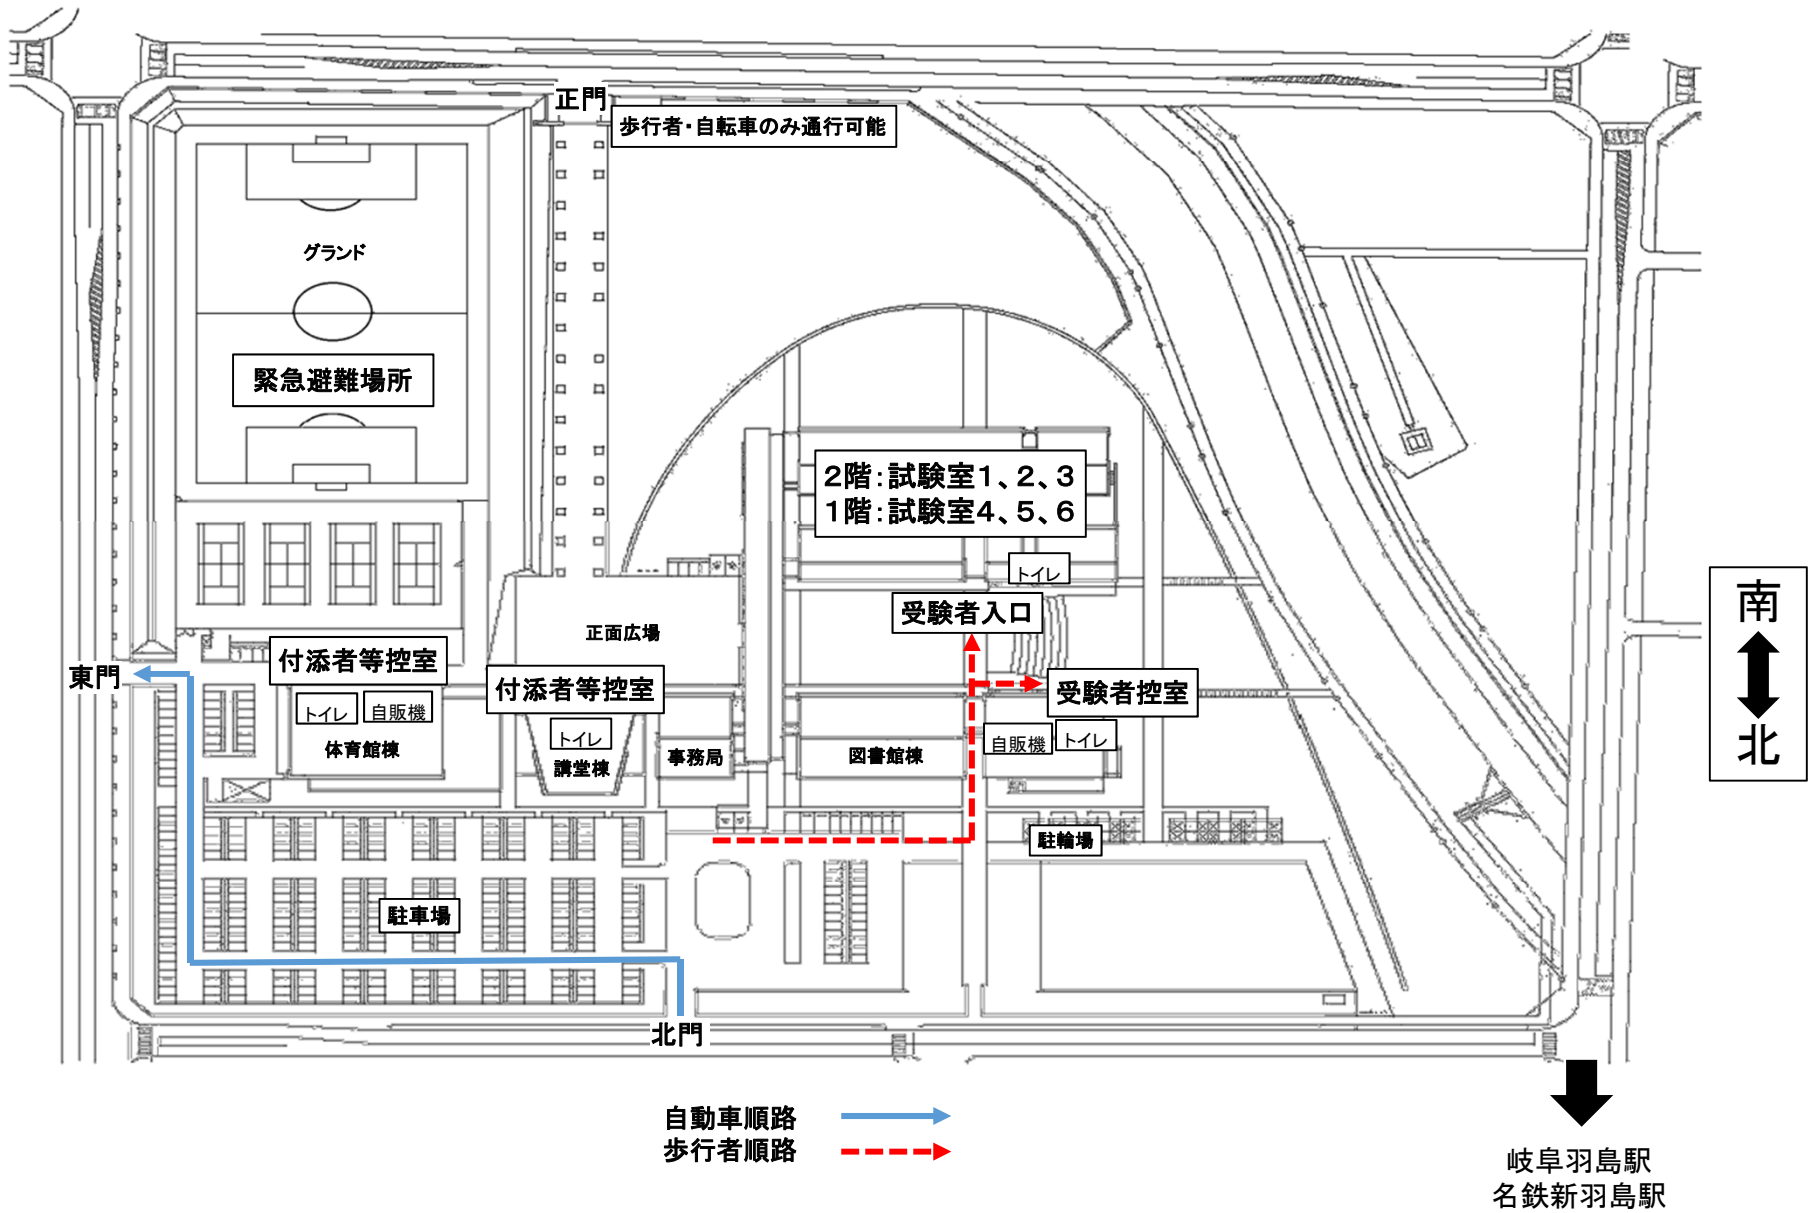 正門
歩行者・自転車のみ通行可能
グランド
緊急避難場所
2階：試験室1、2、3
1階：試験室4、5、6
トイレ
受験者入口
正面広場
付添者等控室
東門
付添者等控室
受験者控室
トイレ
自販機
トイレ
自販機
トイレ
体育館棟
講堂棟
事務局
図書館棟
駐輪場
駐車場
北門
南
北
自動車順路
歩行者順路
岐阜羽島駅
名鉄新羽島駅